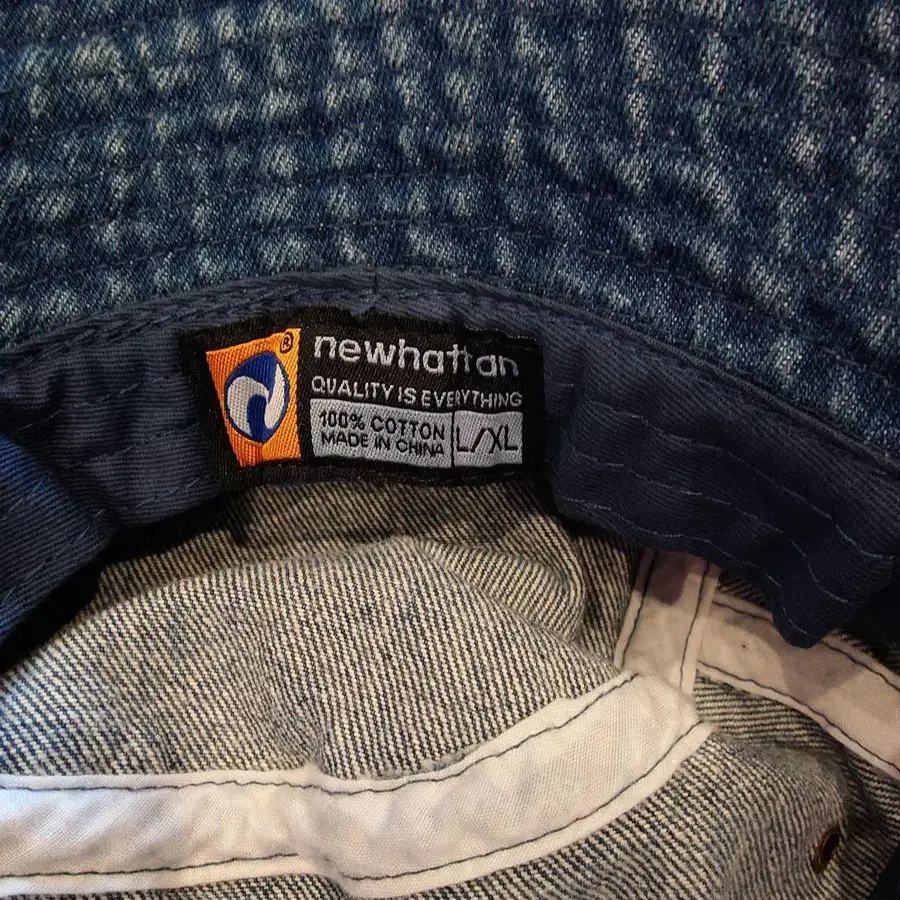 ®
newhattan
QUALITY IS EVERYTHING
100% COTTON
MADE IN CHINA
L/XL